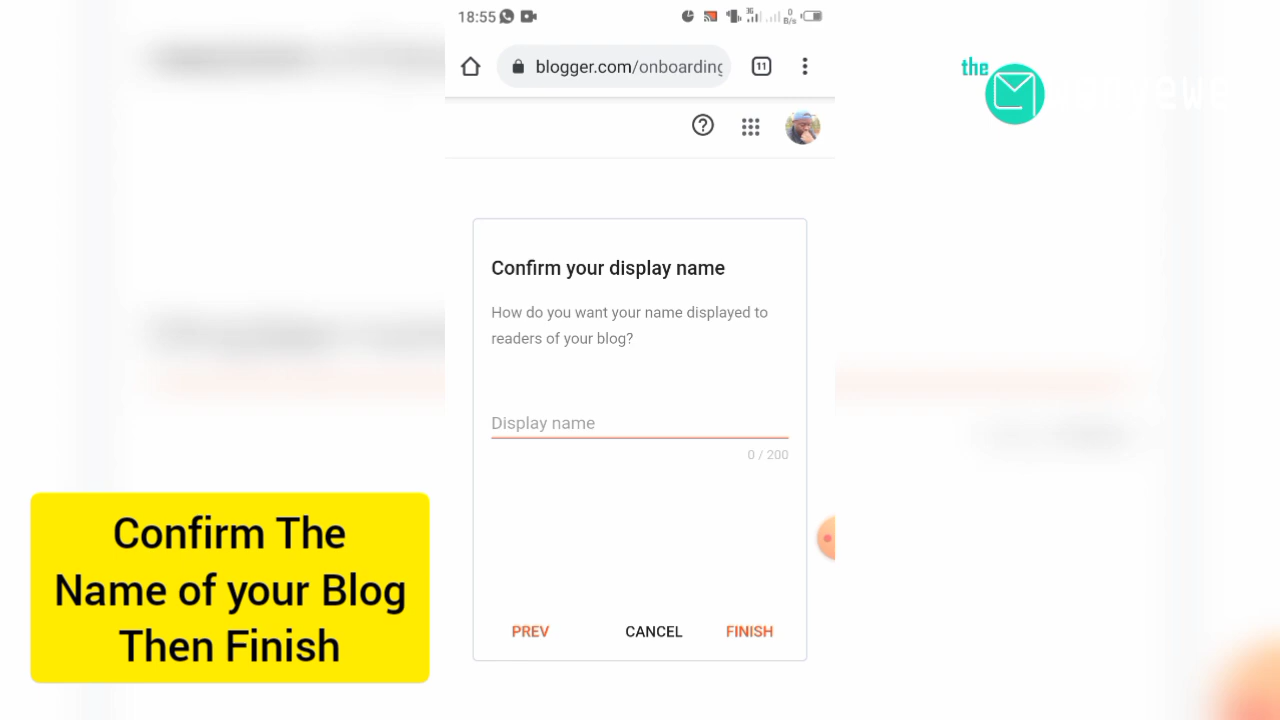 18:55
3G
0
B/s
blogger.com/onboarding
11
the
Confirm your display name
How do you want your name displayed to
readers of your blog?
Display name
0 / 200
Confirm The
Name of your Blog
Then Finish
PREV
CANCEL
FINISH